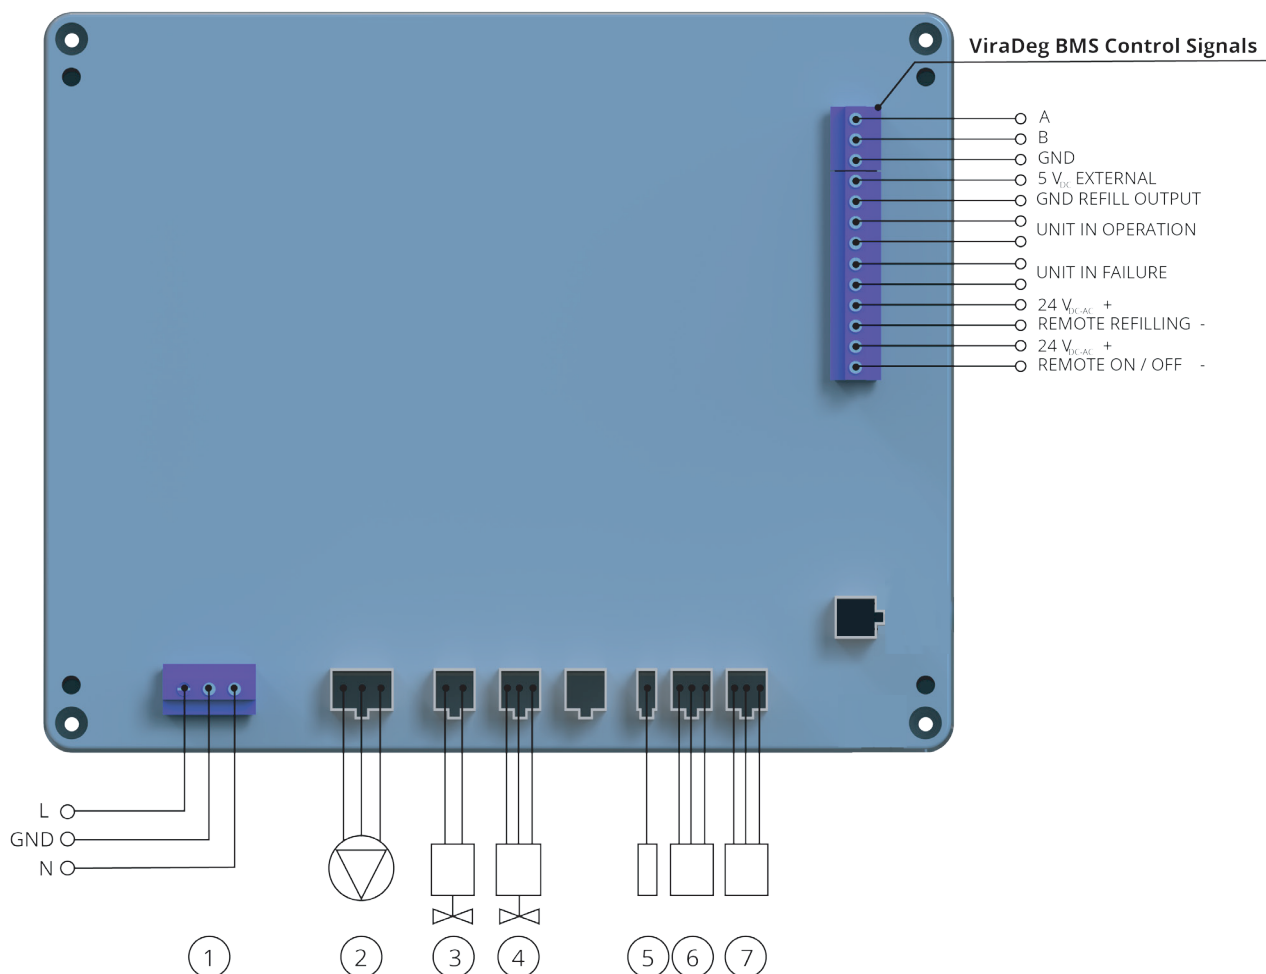 ViraDeg BMS Control Signals
A
B
GND
5 VDC EXTERNAL
GND REFILL OUTPUT
UNIT IN OPERATION
UNIT IN FAILURE
24 VDC-AC +
REMOTE REFILLING -
24 VDC-AC +
REMOTE ON / OFF -
L
GND
N
1 2 3 4 5 6 7